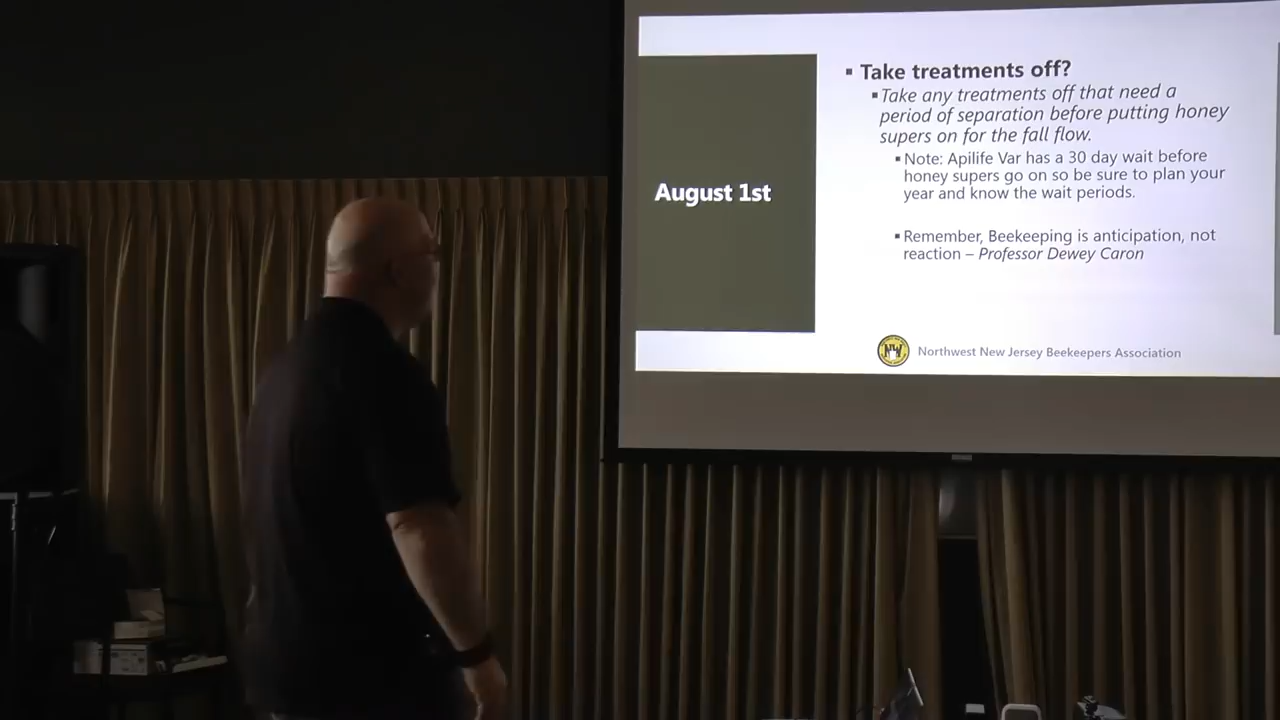 August 1st
Take treatments off?
Take any treatments off that need a
period of separation before putting honey
supers on for the fall flow.
Note: Apilife Var has a 30 day wait before
honey supers go on so be sure to plan your
year and know the wait periods.
Remember, Beekeeping is anticipation, not
reaction – Professor Dewey Caron
NW
Northwest New Jersey Beekeepers Association